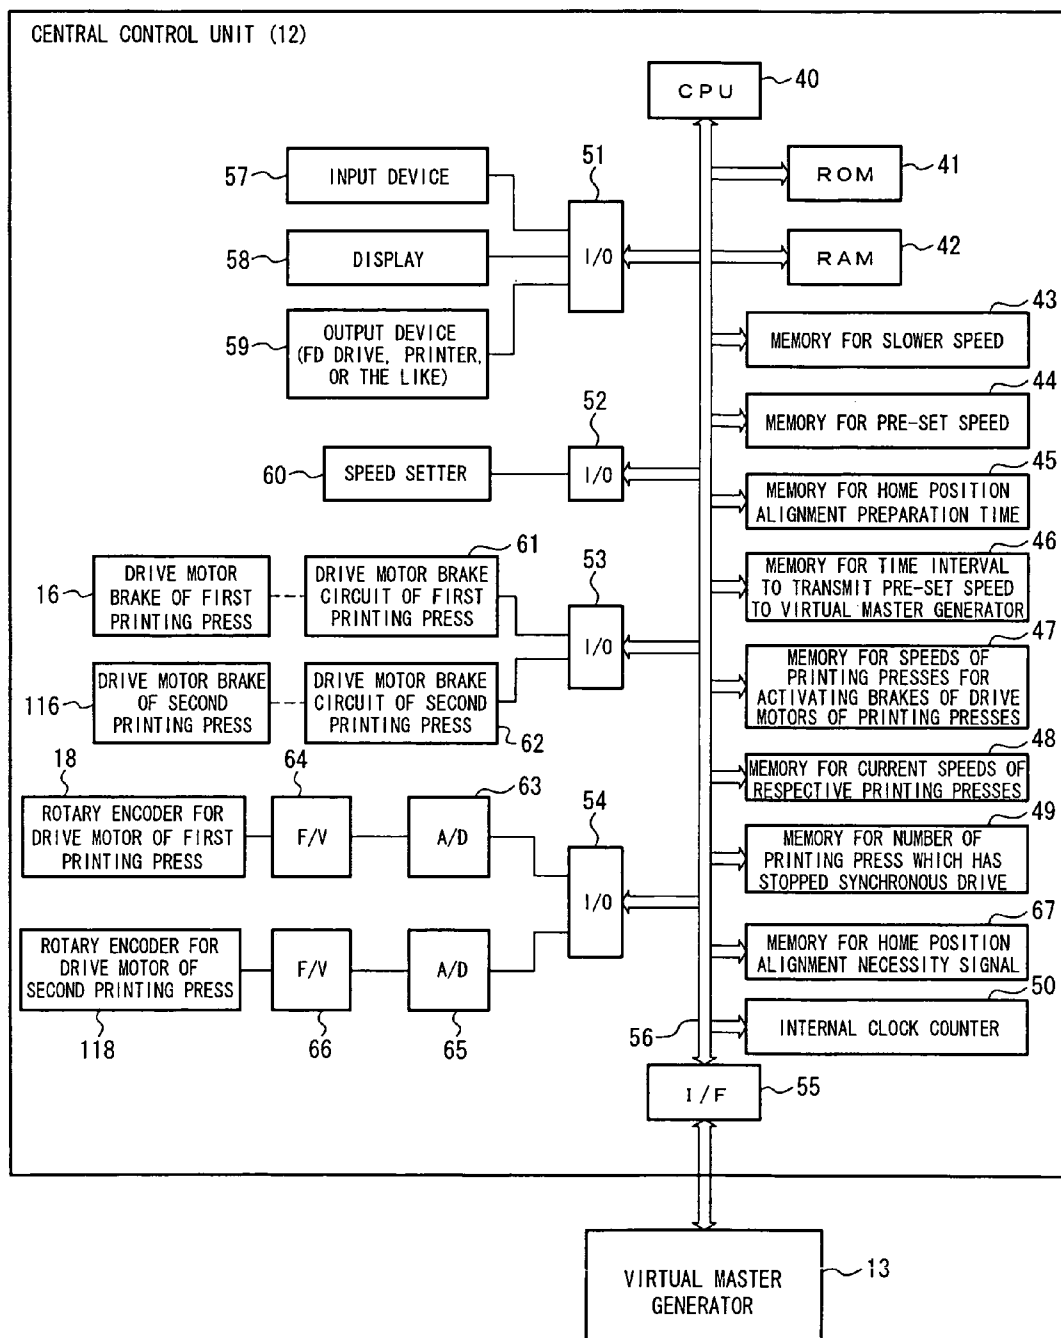 CENTRAL CONTROL UNIT (12)
CPU
40
57
INPUT DEVICE
51
I/O
ROM
41
58
DISPLAY
RAM
42
59
OUTPUT DEVICE
(FD DRIVE, PRINTER,
OR THE LIKE)
43
MEMORY FOR SLOWER SPEED
44
MEMORY FOR PRE-SET SPEED
52
60
SPEED SETTER
I/O
45
MEMORY FOR HOME POSITION
ALIGNMENT PREPARATION TIME
46
MEMORY FOR TIME INTERVAL
TO TRANSMIT PRE-SET SPEED
TO VIRTUAL MASTER GENERATOR
16
DRIVE MOTOR
BRAKE OF FIRST
PRINTING PRESS
61
DRIVE MOTOR BRAKE
CIRCUIT OF FIRST
PRINTING PRESS
53
I/O
47
MEMORY FOR SPEEDS OF
PRINTING PRESSES FOR
ACTIVATING BRAKES OF DRIVE
MOTORS OF PRINTING PRESSES
116
DRIVE MOTOR BRAKE
OF SECOND
PRINTING PRESS
DRIVE MOTOR BRAKE
CIRCUIT OF SECOND
PRINTING PRESS
62
48
MEMORY FOR CURRENT SPEEDS OF
RESPECTIVE PRINTING PRESSES
18
ROTARY ENCODER FOR
DRIVE MOTOR OF FIRST
PRINTING PRESS
64
F/V
63
A/D
54
I/O
49
MEMORY FOR NUMBER OF
PRINTING PRESS WHICH HAS
STOPPED SYNCHRONOUS DRIVE
67
MEMORY FOR HOME POSITION
ALIGNMENT NECESSITY SIGNAL
ROTARY ENCODER FOR
DRIVE MOTOR OF
SECOND PRINTING PRESS
118
F/V
66
A/D
65
50
INTERNAL CLOCK COUNTER
56
I/F
55
VIRTUAL MASTER
GENERATOR
13